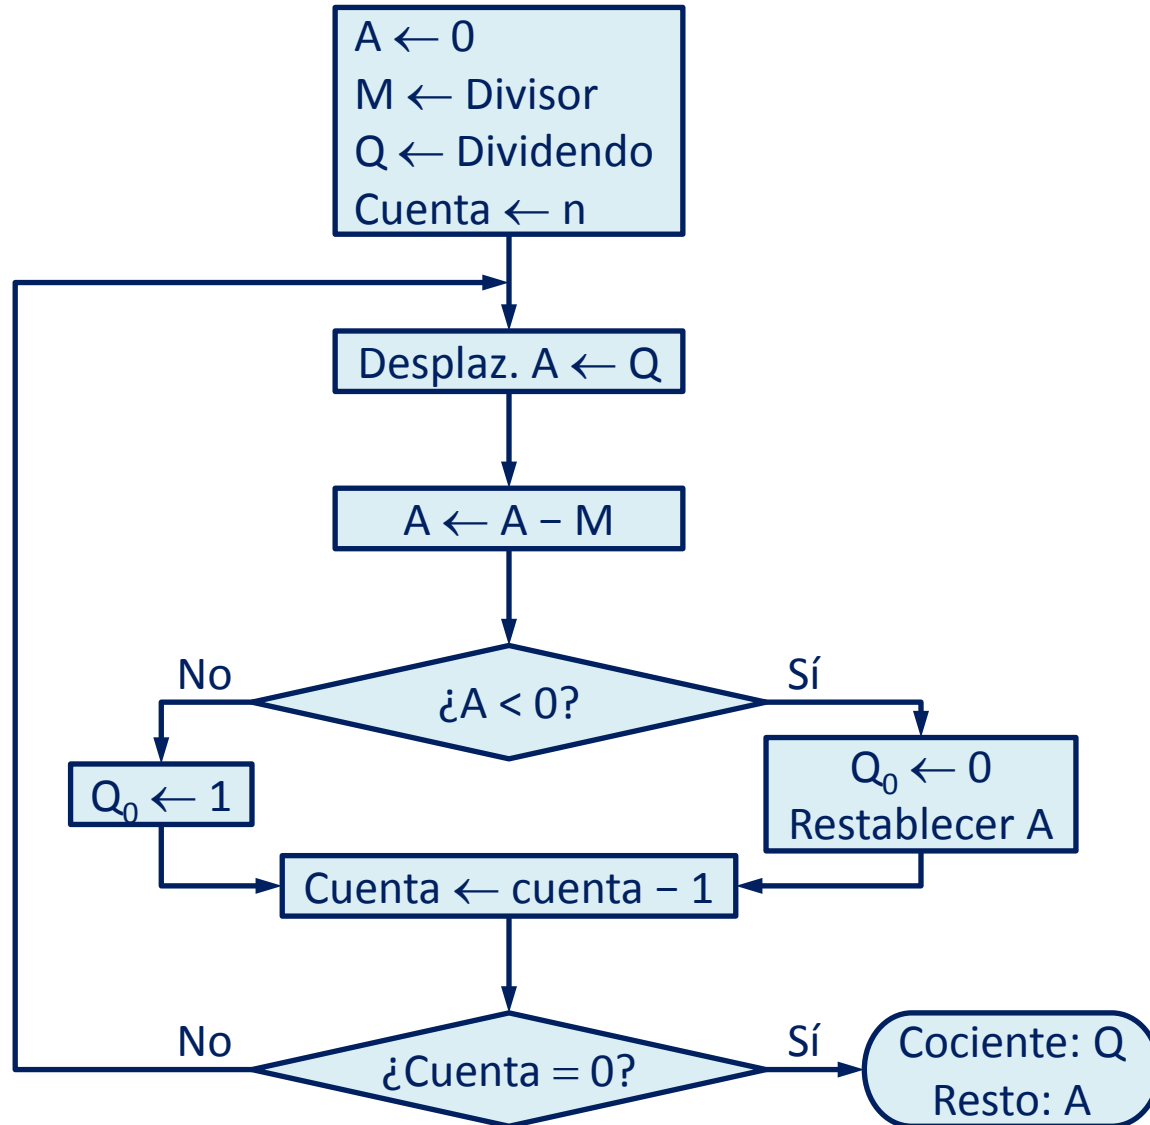 A ← 0
M ← Divisor
Q ← Dividendo
Cuenta ← n
Desplaz. A ← Q
A ← A − M
¿A < 0?
No
Sí
Q₀ ← 1
Q₀ ← 0
Restablecer A
Cuenta ← cuenta − 1
¿Cuenta = 0?
No
Sí
Cociente: Q
Resto: A